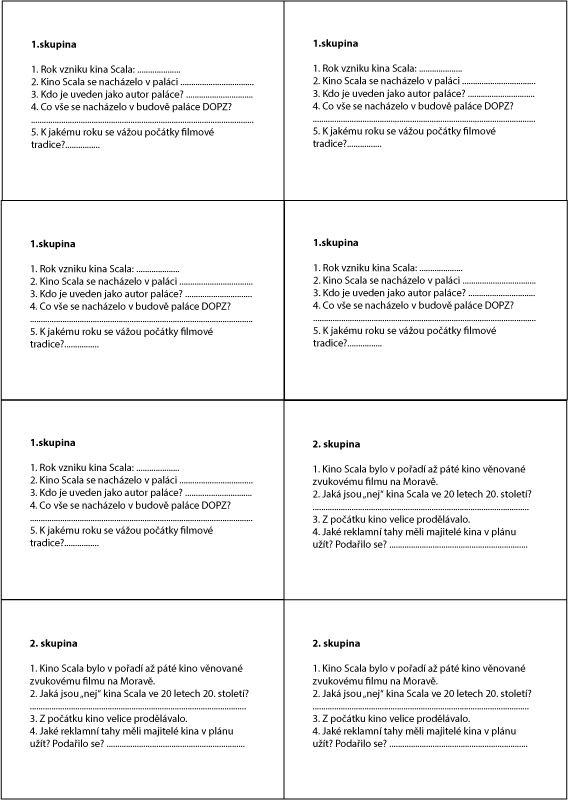 1.skupina
1. Rok vzniku kina Scala: ...................
2. Kino Scala se nacházelo v paláci ................................
3. Kdo je uveden jako autor paláce? .............................
4. Co vše se nacházelo v budově paláce DOPZ?
.................................................................................................
5. K jakému roku se vážou počátky filmové
tradice?...............
1.skupina
1. Rok vzniku kina Scala: ...................
2. Kino Scala se nacházelo v paláci ................................
3. Kdo je uveden jako autor paláce? .............................
4. Co vše se nacházelo v budově paláce DOPZ?
.................................................................................................
5. K jakému roku se vážou počátky filmové
tradice?...............
1.skupina
1. Rok vzniku kina Scala: ...................
2. Kino Scala se nacházelo v paláci ................................
3. Kdo je uveden jako autor paláce? .............................
4. Co vše se nacházelo v budově paláce DOPZ?
.................................................................................................
5. K jakému roku se vážou počátky filmové
tradice?...............
1.skupina
1. Rok vzniku kina Scala: ...................
2. Kino Scala se nacházelo v paláci ................................
3. Kdo je uveden jako autor paláce? .............................
4. Co vše se nacházelo v budově paláce DOPZ?
.................................................................................................
5. K jakému roku se vážou počátky filmové
tradice?...............
1.skupina
1. Rok vzniku kina Scala: ...................
2. Kino Scala se nacházelo v paláci ................................
3. Kdo je uveden jako autor paláce? .............................
4. Co vše se nacházelo v budově paláce DOPZ?
.................................................................................................
5. K jakému roku se vážou počátky filmové
tradice?...............
2. skupina
1. Kino Scala bylo v pořadí až páté kino věnované
zvukovému filmu na Moravě.
2. Jaká jsou „nej“ kina Scala ve 20 letech 20. století?
..............................................................................................
3. Z počátku kino velice prodělávalo.
4. Jaké reklamní tahy měli majitelé kina v plánu
užít? Podařilo se? ............................................................
2. skupina
1. Kino Scala bylo v pořadí až páté kino věnované
zvukovému filmu na Moravě.
2. Jaká jsou „nej“ kina Scala ve 20 letech 20. století?
..............................................................................................
3. Z počátku kino velice prodělávalo.
4. Jaké reklamní tahy měli majitelé kina v plánu
užít? Podařilo se? ............................................................
2. skupina
1. Kino Scala bylo v pořadí až páté kino věnované
zvukovému filmu na Moravě.
2. Jaká jsou „nej“ kina Scala ve 20 letech 20. století?
..............................................................................................
3. Z počátku kino velice prodělávalo.
4. Jaké reklamní tahy měli majitelé kina v plánu
užít? Podařilo se? ............................................................